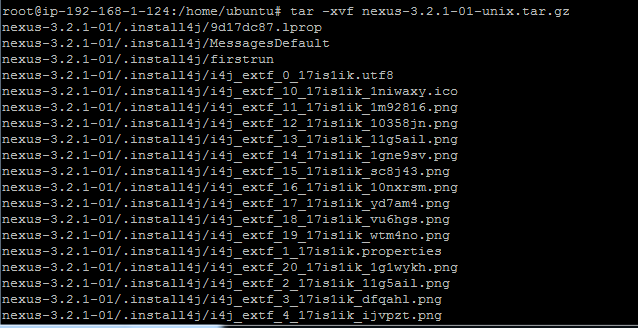 root@ip-192-168-1-124:/home/ubuntu# tar -xvf nexus-3.2.1-01-unix.tar.gz
nexus-3.2.1-01/.install4j/9d17dc87.lprop
nexus-3.2.1-01/.install4j/MessagesDefault
nexus-3.2.1-01/.install4j/firstrun
nexus-3.2.1-01/.install4j/i4j_extf_0_17is1ik.utf8
nexus-3.2.1-01/.install4j/i4j_extf_10_17is1ik_1niwaxy.ico
nexus-3.2.1-01/.install4j/i4j_extf_11_17is1ik_1m92816.png
nexus-3.2.1-01/.install4j/i4j_extf_12_17is1ik_10358jn.png
nexus-3.2.1-01/.install4j/i4j_extf_13_17is1ik_11g5ail.png
nexus-3.2.1-01/.install4j/i4j_extf_14_17is1ik_1gne9sv.png
nexus-3.2.1-01/.install4j/i4j_extf_15_17is1ik_sc8j43.png
nexus-3.2.1-01/.install4j/i4j_extf_16_17is1ik_10nxrsm.png
nexus-3.2.1-01/.install4j/i4j_extf_17_17is1ik_yd7am4.png
nexus-3.2.1-01/.install4j/i4j_extf_18_17is1ik_vu6hgs.png
nexus-3.2.1-01/.install4j/i4j_extf_19_17is1ik_wtm4no.png
nexus-3.2.1-01/.install4j/i4j_extf_1_17is1ik.properties
nexus-3.2.1-01/.install4j/i4j_extf_20_17is1ik_1g1wykh.png
nexus-3.2.1-01/.install4j/i4j_extf_2_17is1ik_11g5ail.png
nexus-3.2.1-01/.install4j/i4j_extf_3_17is1ik_dfqahl.png
nexus-3.2.1-01/.install4j/i4j_extf_4_17is1ik_ijvpzt.png